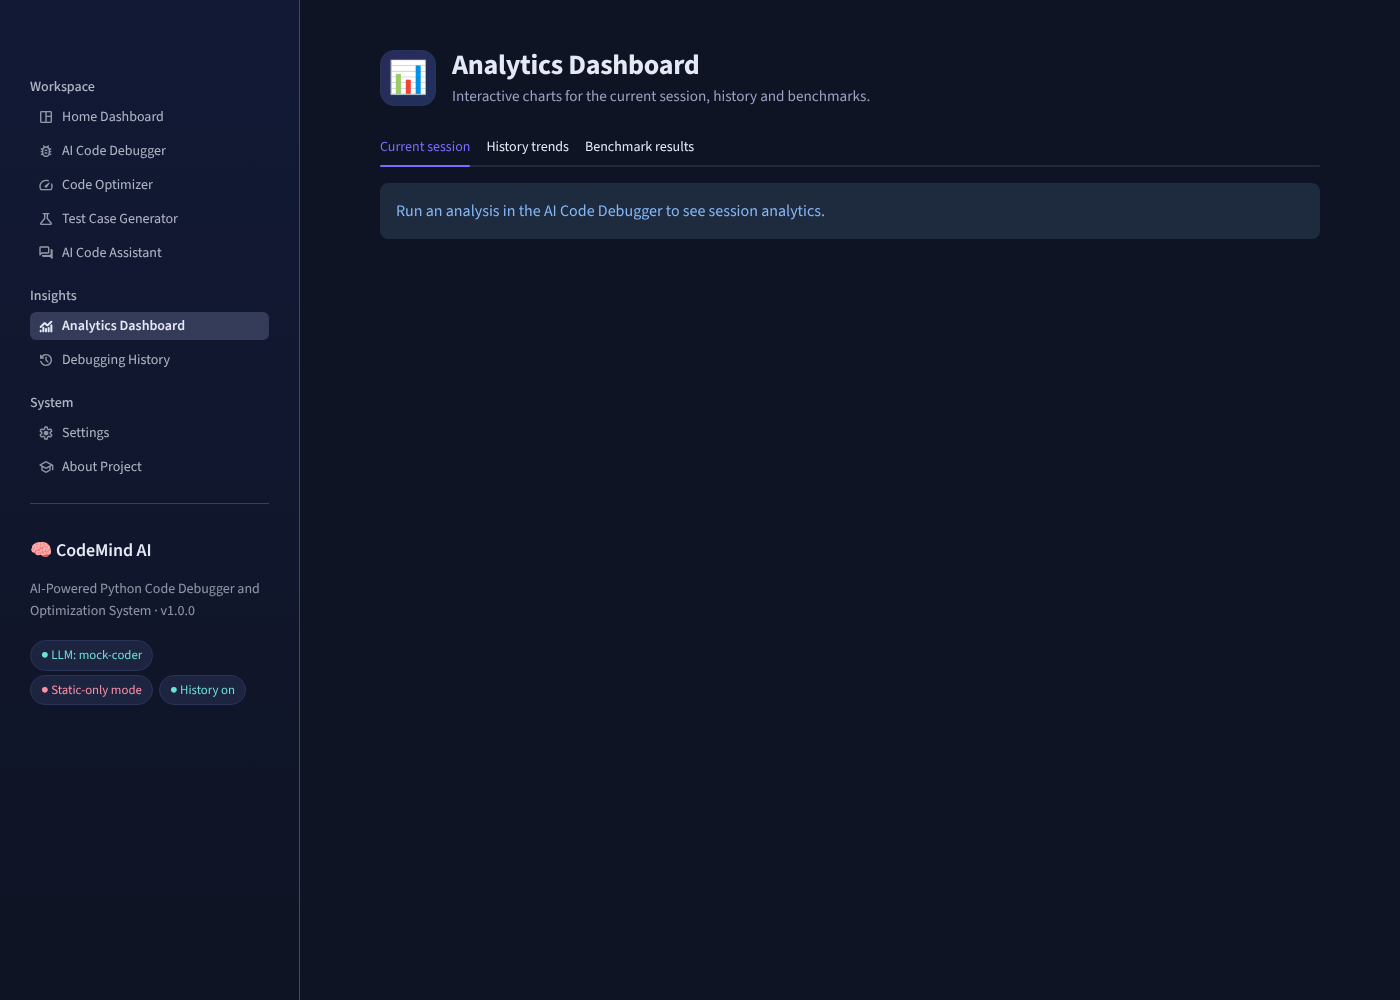 Workspace
Home Dashboard
AI Code Debugger
Code Optimizer
Test Case Generator
AI Code Assistant
Insights
Analytics Dashboard
Debugging History
System
Settings
About Project
🧠 CodeMind AI
AI-Powered Python Code Debugger and
Optimization System · v1.0.0
LLM: mock-coder
Static-only mode History on
Analytics Dashboard
Interactive charts for the current session, history and benchmarks.
Current session History trends Benchmark results
Run an analysis in the AI Code Debugger to see session analytics.